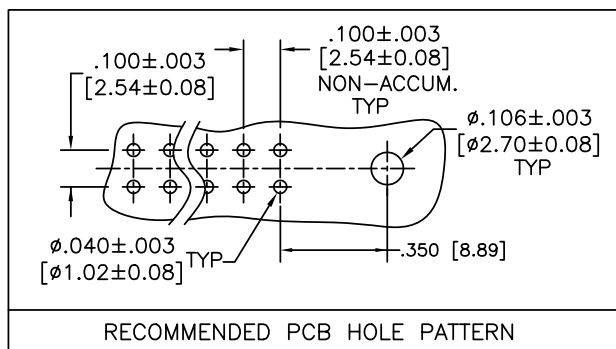 .100±.003
[2.54±0.08]
.100±.003
[2.54±0.08]
NON-ACCUM.
TYP
ø.106±.003
[ø2.70±0.08]
TYP
ø.040±.003
[ø1.02±0.08]
TYP
.350 [8.89]
RECOMMENDED PCB HOLE PATTERN